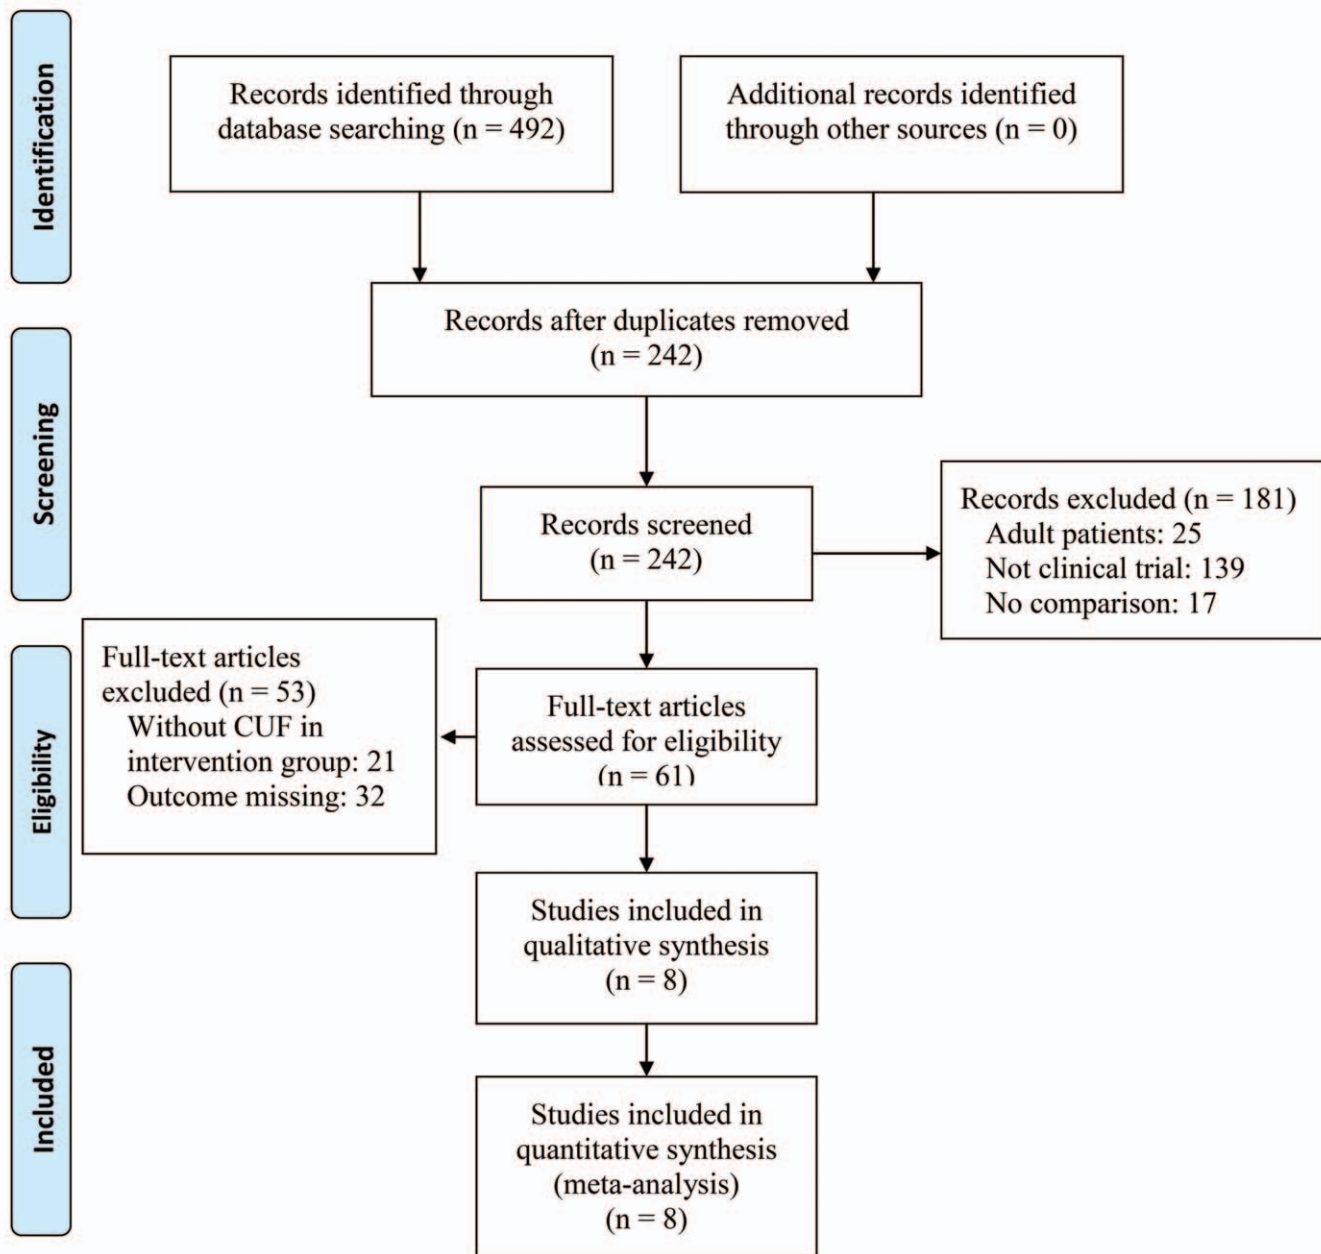 Identification
Records identified through
database searching (n = 492)
Additional records identified
through other sources (n = 0)
Records after duplicates removed
(n = 242)
Screening
Records screened
(n = 242)
Records excluded (n = 181)
Adult patients: 25
Not clinical trial: 139
No comparison: 17
Eligibility
Full-text articles
excluded (n = 53)
Without CUF in
intervention group: 21
Outcome missing: 32
Full-text articles
assessed for eligibility
(n = 61)
Studies included in
qualitative synthesis
(n = 8)
Included
Studies included in
quantitative synthesis
(meta-analysis)
(n = 8)